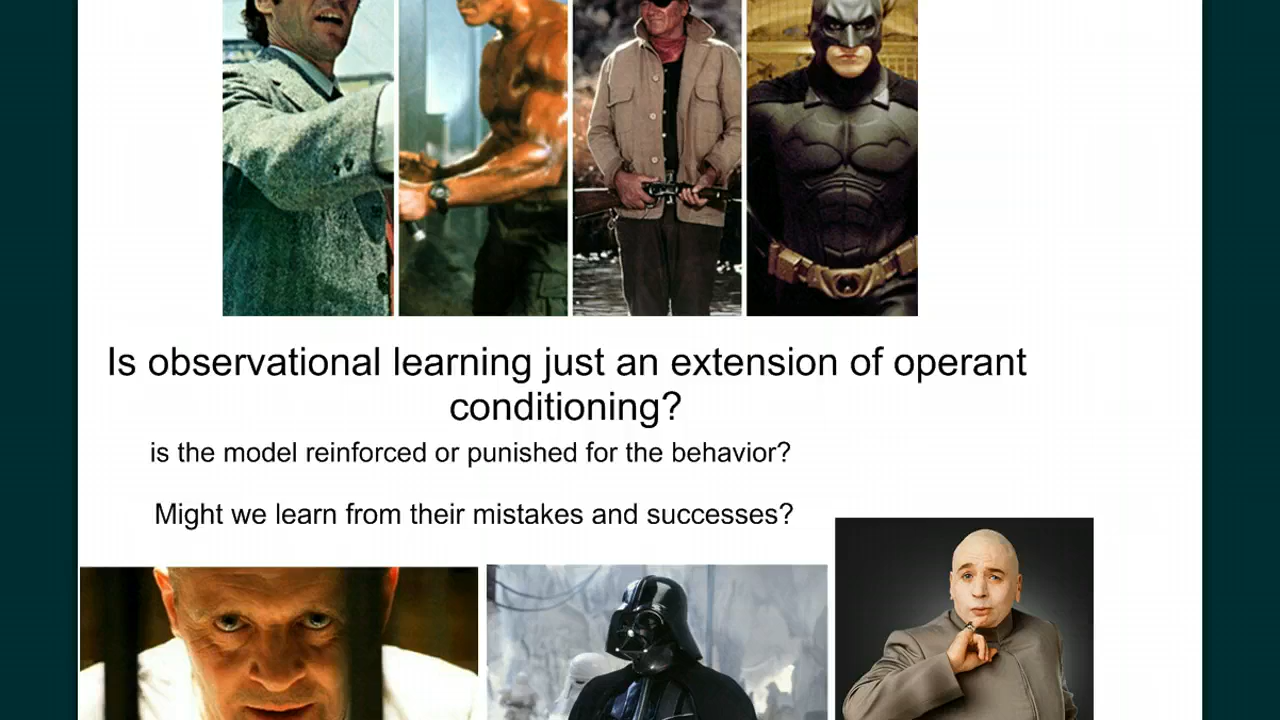 Is observational learning just an extension of operant
conditioning?
is the model reinforced or punished for the behavior?
Might we learn from their mistakes and successes?